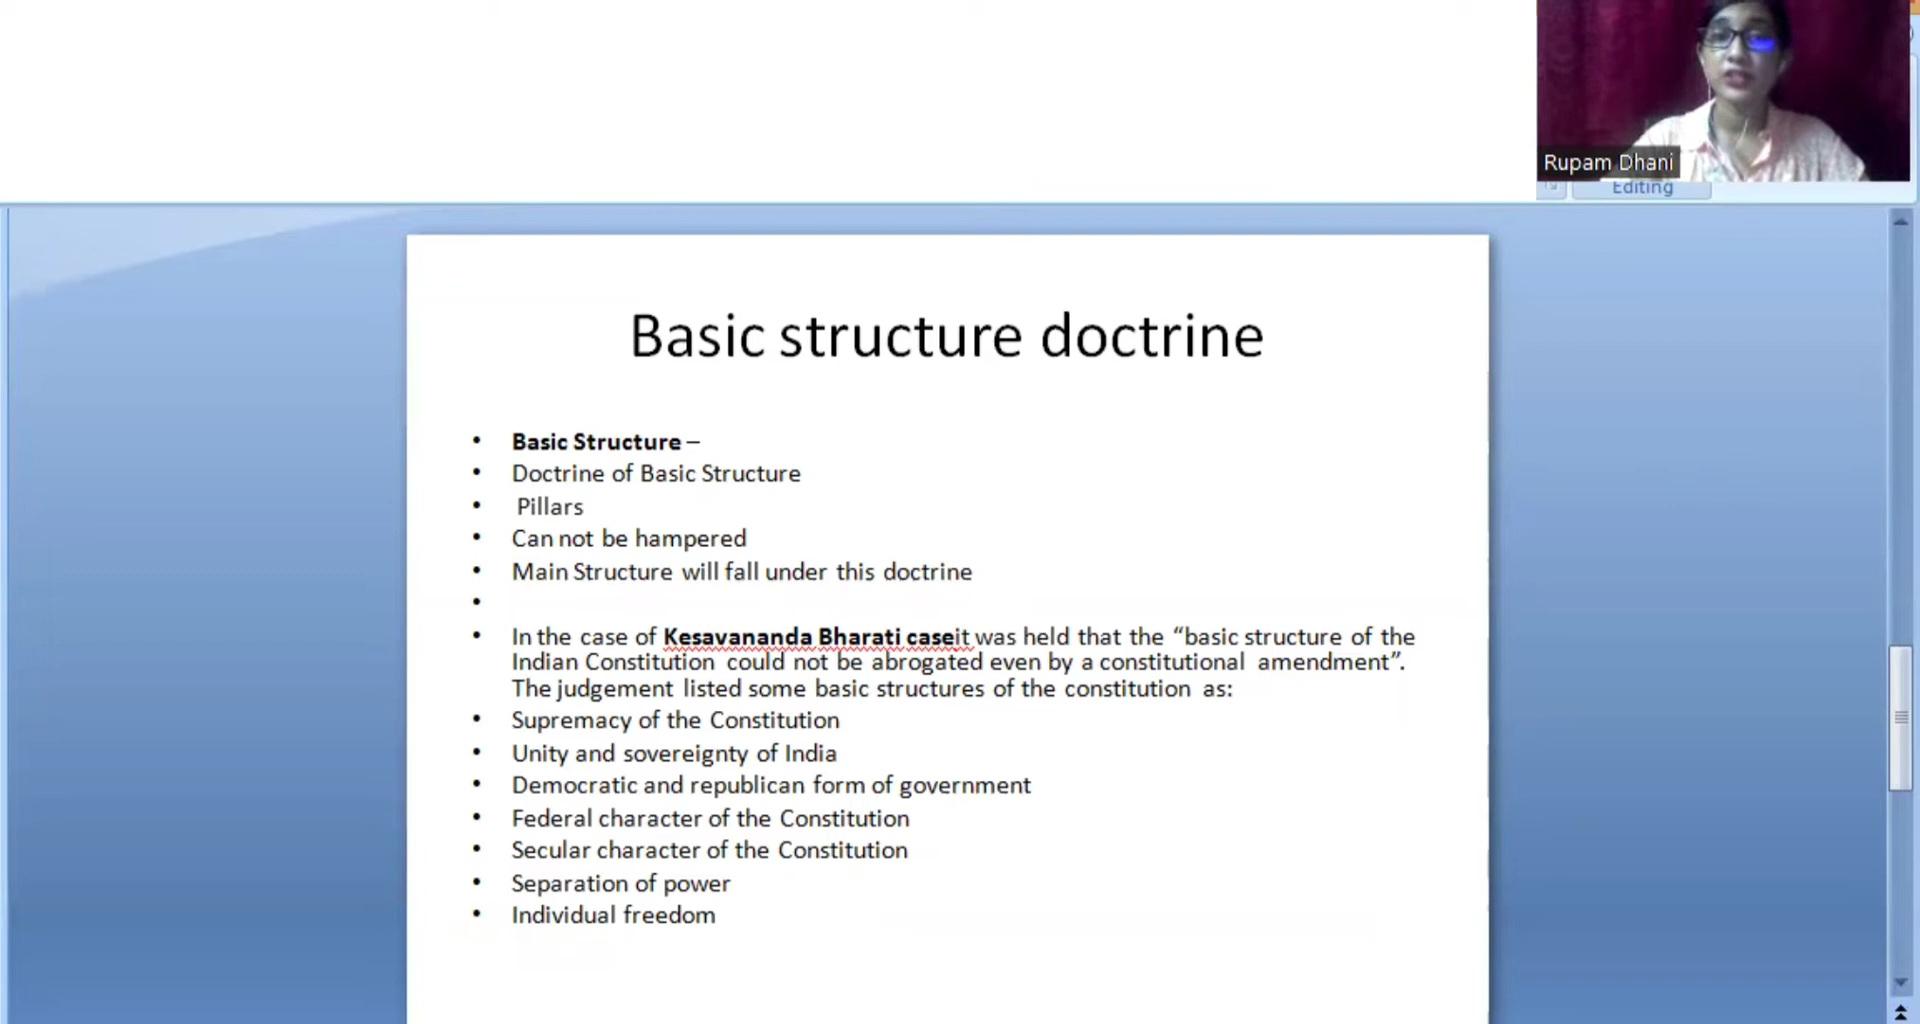 Rupam Dhani
Editing
Basic structure doctrine
• Basic Structure –
• Doctrine of Basic Structure
• Pillars
• Can not be hampered
• Main Structure will fall under this doctrine
•
• In the case of Kesavananda Bharati caseit was held that the “basic structure of the
Indian Constitution could not be abrogated even by a constitutional amendment”.
The judgement listed some basic structures of the constitution as:
• Supremacy of the Constitution
• Unity and sovereignty of India
• Democratic and republican form of government
• Federal character of the Constitution
• Secular character of the Constitution
• Separation of power
• Individual freedom